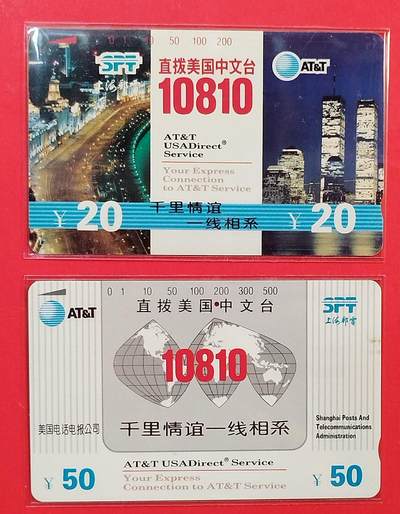 0 1 10 50 100 200
SPT
上海邮电
直拨美国中文台
AT&T
10810
AT&T
USADirect® Service
Your Express
Connection
to AT&T Service
¥ 20
千里情谊
一线相系
¥ 20
AT&T
0 1 10 50 100 200 300 500
SPT
上海邮电
直拨美国·中文台
10810
美国电话电报公司
千里情谊一线相系
Shanghai Posts And
Telecommunications
Administration
¥ 50
AT&T USADirect® Service
Your Express
Connection to AT&T Service
¥ 50